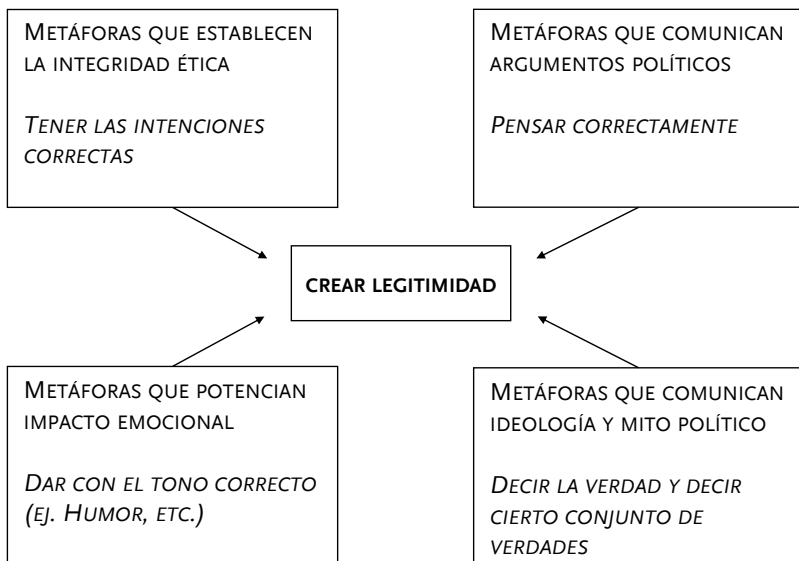 METÁFORAS QUE ESTABLECEN
LA INTEGRIDAD ÉTICA
TENER LAS INTENCIONES
CORRECTAS
METÁFORAS QUE COMUNICAN
ARGUMENTOS POLÍTICOS
PENSAR CORRECTAMENTE
CREAR LEGITIMIDAD
METÁFORAS QUE POTENCIAN
IMPACTO EMOCIONAL
DAR CON EL TONO CORRECTO
(EJ. HUMOR, ETC.)
METÁFORAS QUE COMUNICAN
IDEOLOGÍA Y MITO POLÍTICO
DECIR LA VERDAD Y DECIR
CIERTO CONJUNTO DE
VERDADES